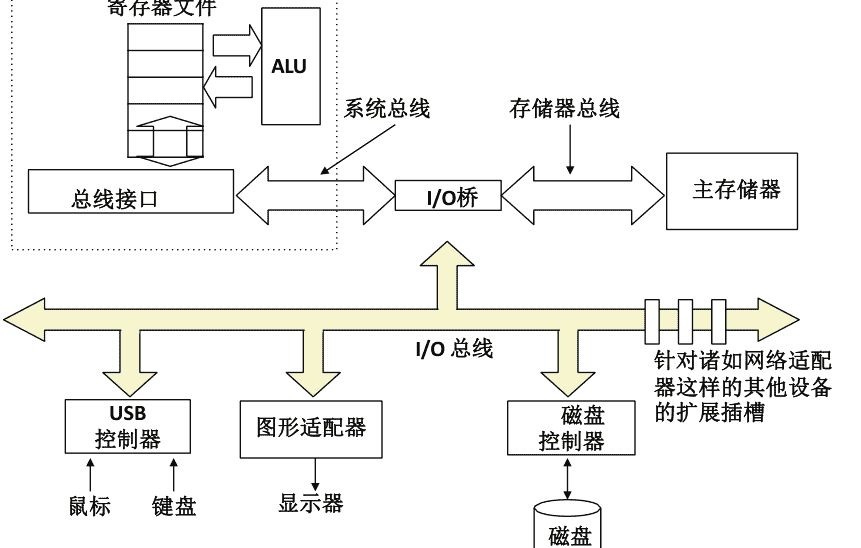 寄存器文件
ALU
系统总线
存储器总线
总线接口
I/O桥
主存储器
I/O 总线
针对诸如网络适配
器这样的其他设备
的扩展插槽
USB
控制器
图形适配器
磁盘
控制器
鼠标
键盘
显示器
磁盘